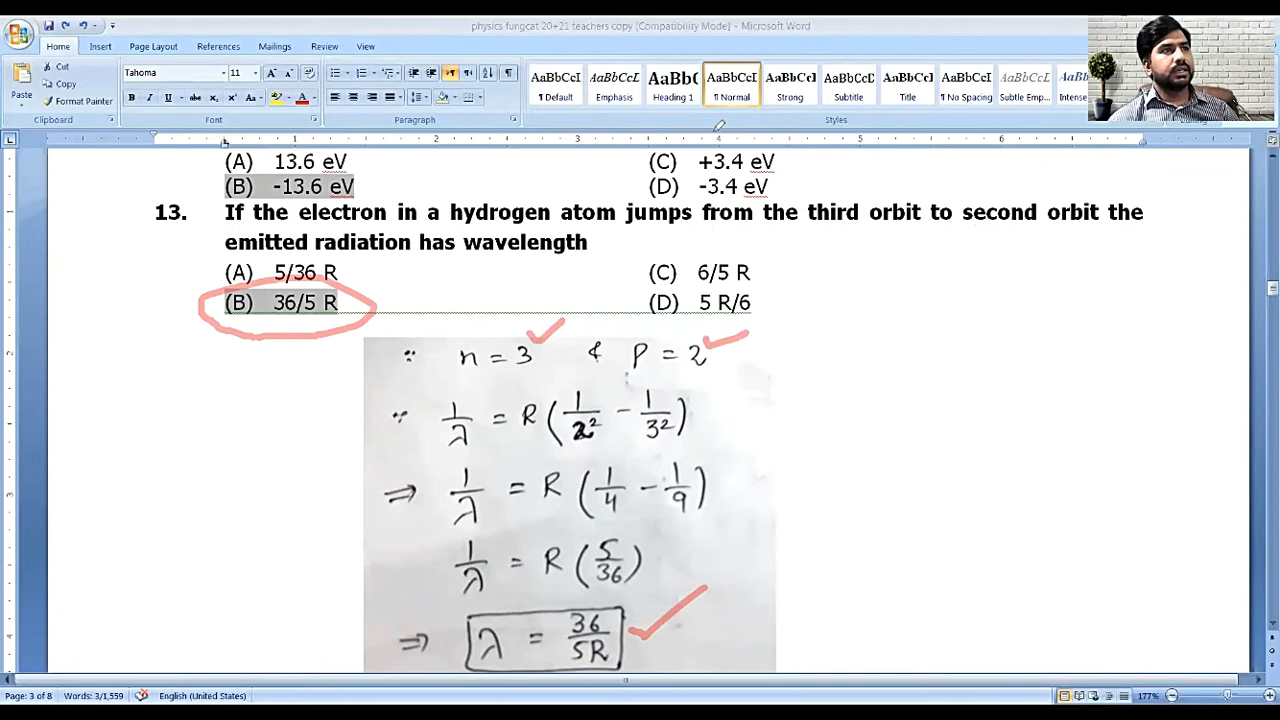 physics fungcat 20+21 teachers copy [Compatibility Mode] - Microsoft Word
Home Insert Page Layout References Mailings Review View
Paste
Cut
Copy
Format Painter
Clipboard
Tahoma 11
Font
Paragraph
AaBbCcI Emphasis
Heading 1
¶ Normal
Strong
Subtitle
Title
¶ No Spacing
Subtle Emp...
Intense
Styles
Editing
(A) 13.6 eV (C) +3.4 eV
(B) -13.6 eV (D) -3.4 eV
13. If the electron in a hydrogen atom jumps from the third orbit to second orbit the
emitted radiation has wavelength
(A) 5/36 R (C) 6/5 R
(B) 36/5 R (D) 5 R/6
∵ n = 3 & P = 2
∵ 1/λ = R(1/2² - 1/3²)
⇒ 1/λ = R(1/4 - 1/9)
1/λ = R(5/36)
⇒ λ = 36/5R
Page: 3 of 8 Words: 3/1,559 English (United States) 177%